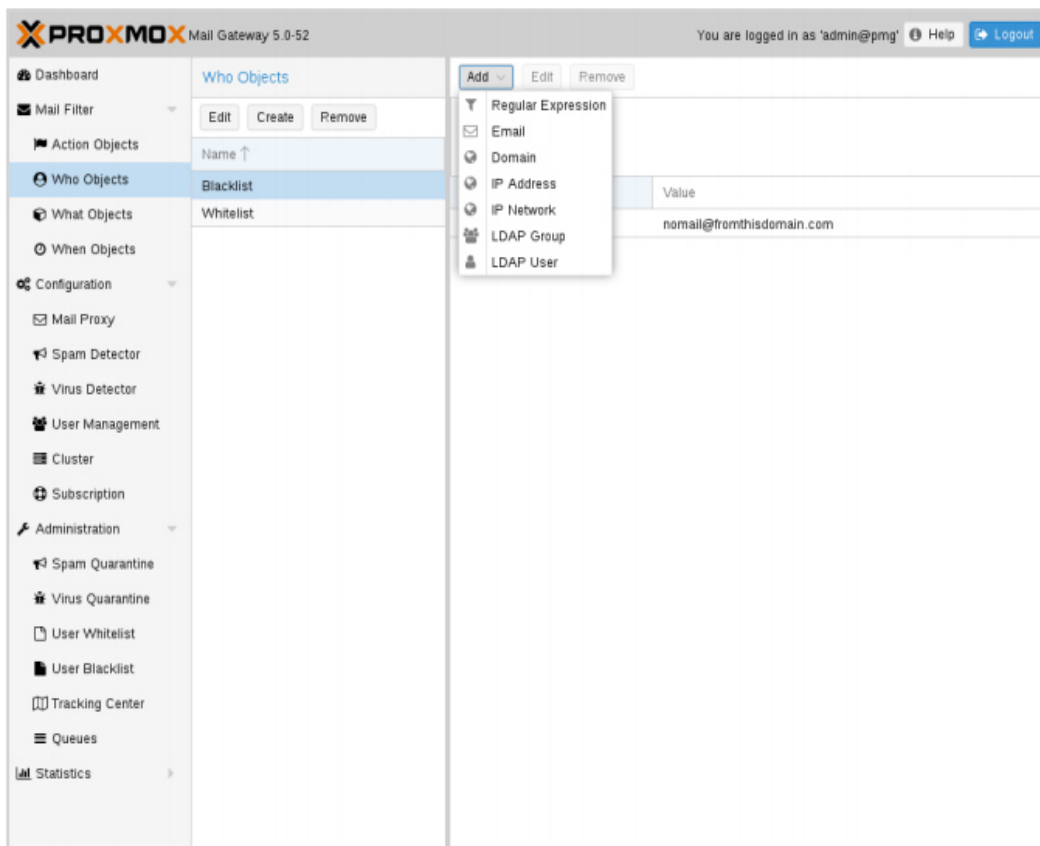 PROXMOX Mail Gateway 5.0-52
You are logged in as 'admin@pmg' Help Logout
Dashboard
Mail Filter
Action Objects
Who Objects
What Objects
When Objects
Configuration
Mail Proxy
Spam Detector
Virus Detector
User Management
Cluster
Subscription
Administration
Spam Quarantine
Virus Quarantine
User Whitelist
User Blacklist
Tracking Center
Queues
Statistics
Who Objects
Edit Create Remove
Name ↑
Blacklist
Whitelist
Add Edit Remove
Regular Expression
Email
Domain
IP Address
IP Network
LDAP Group
LDAP User
Value
nomail@fromthisdomain.com